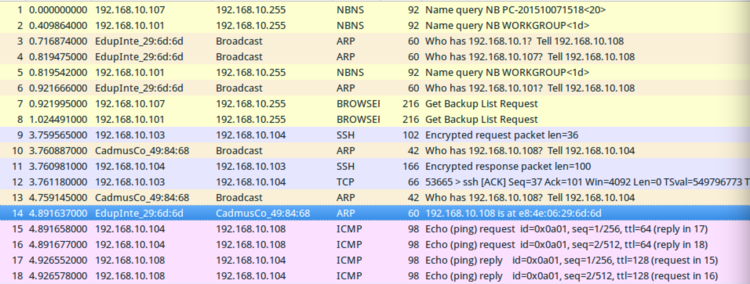 1 0.000000000 192.168.10.107 192.168.10.255 NBNS 92 Name query NB PC-201510071518<20>
2 0.409864000 192.168.10.101 192.168.10.255 NBNS 92 Name query NB WORKGROUP<1d>
3 0.716874000 EdupInte_29:6d:6d Broadcast ARP 60 Who has 192.168.10.1? Tell 192.168.10.108
4 0.819475000 EdupInte_29:6d:6d Broadcast ARP 60 Who has 192.168.10.107? Tell 192.168.10.108
5 0.819542000 192.168.10.101 192.168.10.255 NBNS 92 Name query NB WORKGROUP<1d>
6 0.921666000 EdupInte_29:6d:6d Broadcast ARP 60 Who has 192.168.10.101? Tell 192.168.10.108
7 0.921995000 192.168.10.107 192.168.10.255 BROWSEI 216 Get Backup List Request
8 1.024491000 192.168.10.101 192.168.10.255 BROWSEI 216 Get Backup List Request
9 3.759565000 192.168.10.103 192.168.10.104 SSH 102 Encrypted request packet len=36
10 3.760887000 CadmusCo_49:84:68 Broadcast ARP 42 Who has 192.168.10.108? Tell 192.168.10.104
11 3.760981000 192.168.10.104 192.168.10.103 SSH 166 Encrypted response packet len=100
12 3.761180000 192.168.10.103 192.168.10.104 TCP 66 53665 > ssh [ACK] Seq=37 Ack=101 Win=4092 Len=0 TSval=549796773 T
13 4.759145000 CadmusCo_49:84:68 Broadcast ARP 42 Who has 192.168.10.108? Tell 192.168.10.104
14 4.891637000 EdupInte_29:6d:6d CadmusCo_49:84:68 ARP 60 192.168.10.108 is at e8:4e:06:29:6d:6d
15 4.891658000 192.168.10.104 192.168.10.108 ICMP 98 Echo (ping) request id=0x0a01, seq=1/256, ttl=64 (reply in 17)
16 4.891677000 192.168.10.104 192.168.10.108 ICMP 98 Echo (ping) request id=0x0a01, seq=2/512, ttl=64 (reply in 18)
17 4.926552000 192.168.10.108 192.168.10.104 ICMP 98 Echo (ping) reply id=0x0a01, seq=1/256, ttl=128 (request in 15)
18 4.926578000 192.168.10.108 192.168.10.104 ICMP 98 Echo (ping) reply id=0x0a01, seq=2/512, ttl=128 (request in 16)